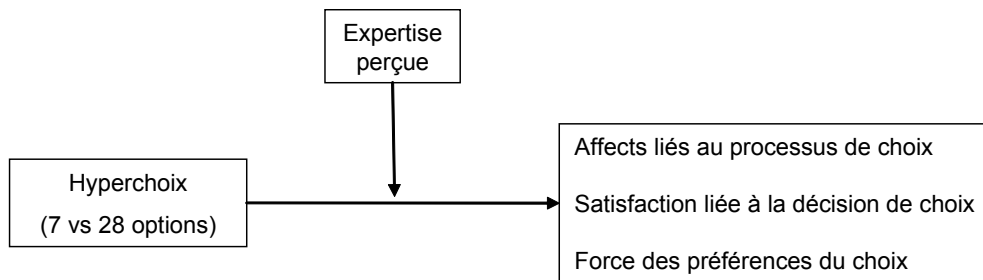 Expertise
perçue
Hyperchoix
(7 vs 28 options)
Affects liés au processus de choix
Satisfaction liée à la décision de choix
Force des préférences du choix